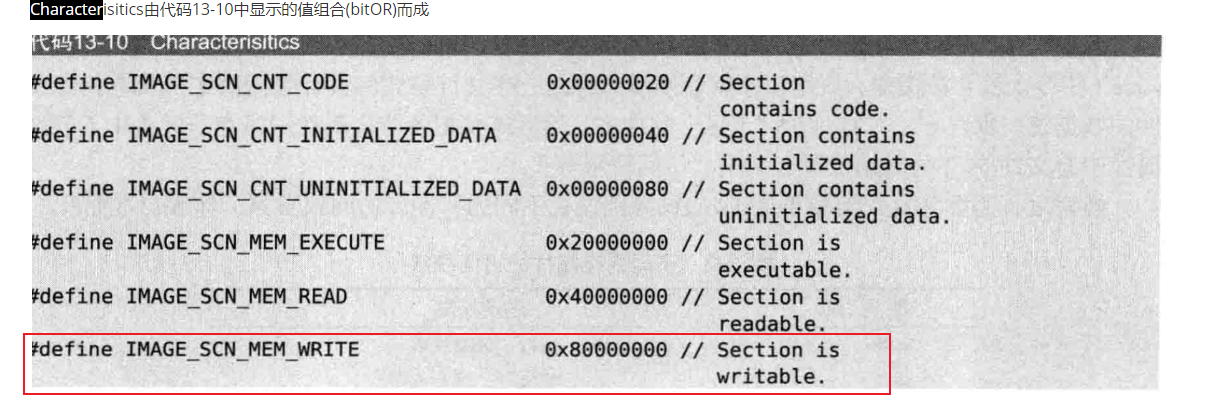 Characterisitics由代码13-10中显示的值组合(bitOR)而成
代码13-10 Characterisitics
#define IMAGE_SCN_CNT_CODE 0x00000020 // Section
contains code.
#define IMAGE_SCN_CNT_INITIALIZED_DATA 0x00000040 // Section contains
initialized data.
#define IMAGE_SCN_CNT_UNINITIALIZED_DATA 0x00000080 // Section contains
uninitialized data.
#define IMAGE_SCN_MEM_EXECUTE 0x20000000 // Section is
executable.
#define IMAGE_SCN_MEM_READ 0x40000000 // Section is
readable.
#define IMAGE_SCN_MEM_WRITE 0x80000000 // Section is
writable.